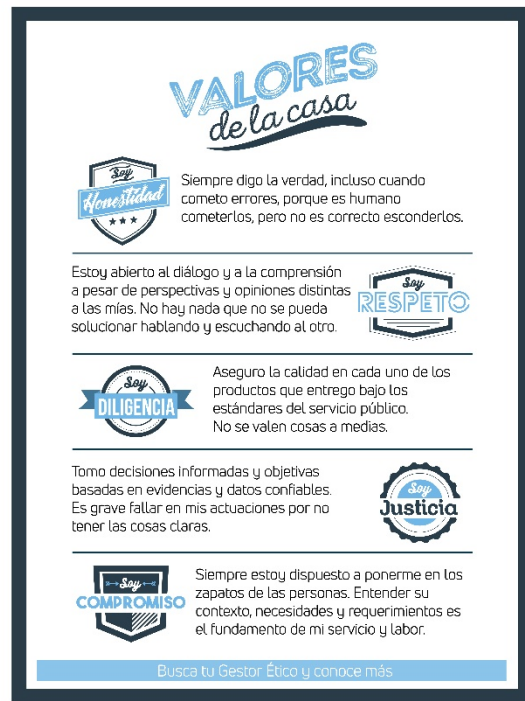 VALORES
de la casa
Soy
Honestidad
Siempre digo la verdad, incluso cuando
cometo errores, porque es humano
cometerlos, pero no es correcto esconderlos.
Estoy abierto al diálogo y a la comprensión
a pesar de perspectivas y opiniones distintas
a las mías. No hay nada que no se pueda
solucionar hablando y escuchando al otro.
Soy
RESPETO
Soy
DILIGENCIA
Aseguro la calidad en cada uno de los
productos que entrego bajo los
estándares del servicio público.
No se valen cosas a medias.
Tomo decisiones informadas y objetivas
basadas en evidencias y datos confiables.
Es grave fallar en mis actuaciones por no
tener las cosas claras.
Soy
Justicia
Soy
COMPROMISO
Siempre estoy dispuesto a ponerme en los
zapatos de las personas. Entender su
contexto, necesidades y requerimientos es
el fundamento de mi servicio y labor.
Busca tu Gestor Ético y conoce más